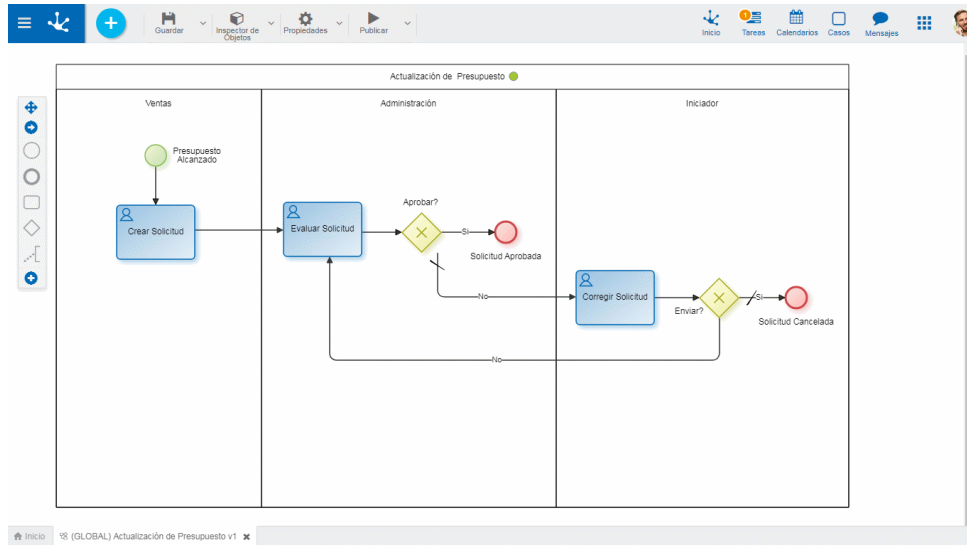 Guardar
Inspector de
Objetos
Propiedades
Publicar
Inicio
1
Tareas
Calendarios
Casos
Mensajes
Actualización de Presupuesto
Ventas
Administración
Iniciador
Presupuesto
Alcanzado
Crear Solicitud
Evaluar Solicitud
Aprobar?
Si
Solicitud Aprobada
No
Corregir Solicitud
Enviar?
Si
Solicitud Cancelada
No
Inicio
(GLOBAL) Actualización de Presupuesto v1